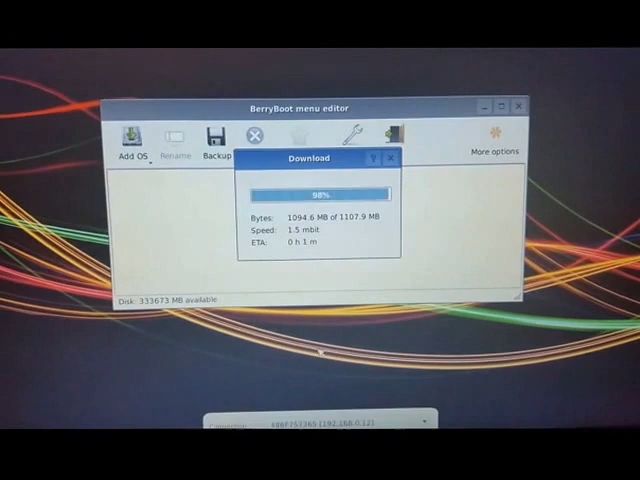 BerryBoot menu editor
Add OS
Rename
Backup
More options
Download
98%
Bytes: 1094.6 MB of 1107.9 MB
Speed: 1.5 mbit
ETA: 0 h 1 m
Disk: 333673 MB available